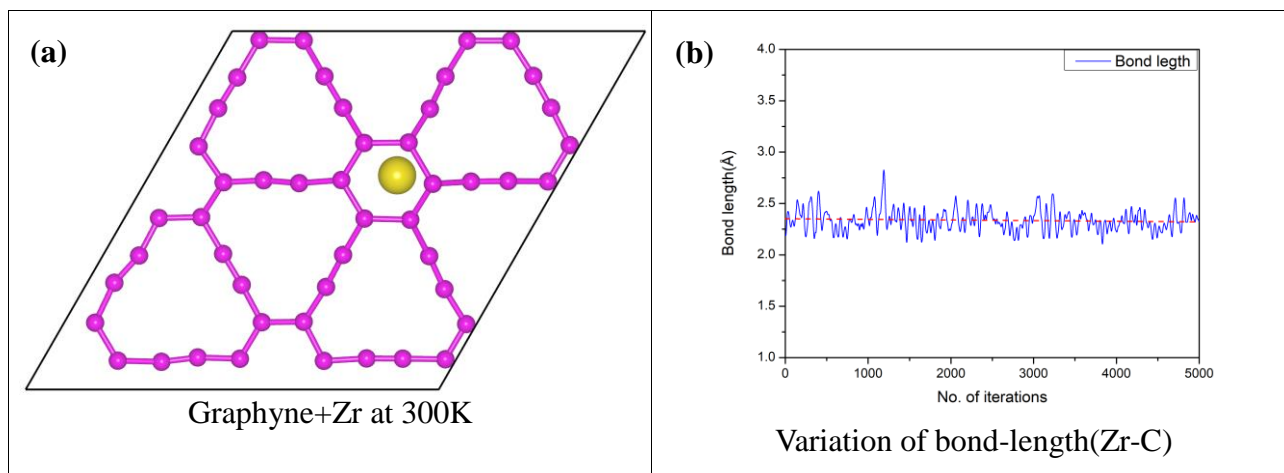 (a)
Graphyne+Zr at 300K
(b)
Bond legth
4.0
3.5
3.0
2.5
2.0
1.5
1.0
Bond length(Å)
0 1000 2000 3000 4000 5000
No. of iterations
Variation of bond-length(Zr-C)